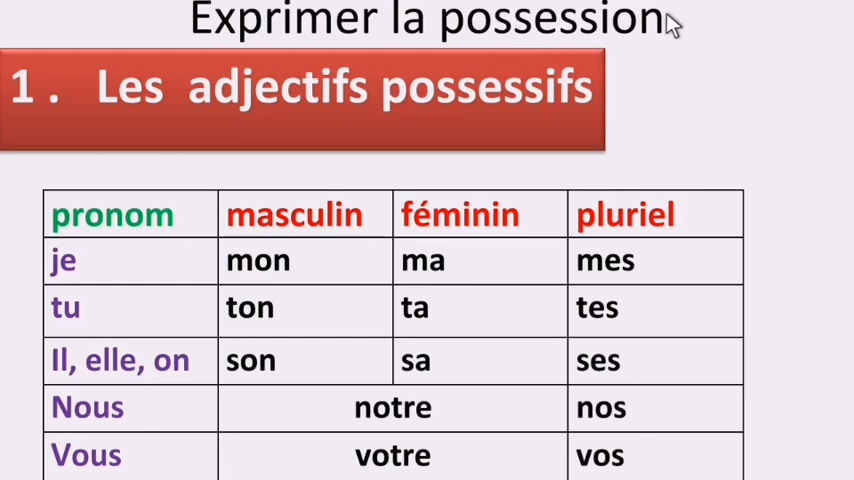 Exprimer la possession
1 . Les adjectifs possessifs
pronom masculin féminin pluriel
je mon ma mes
tu ton ta tes
Il, elle, on son sa ses
Nous notre nos
Vous votre vos